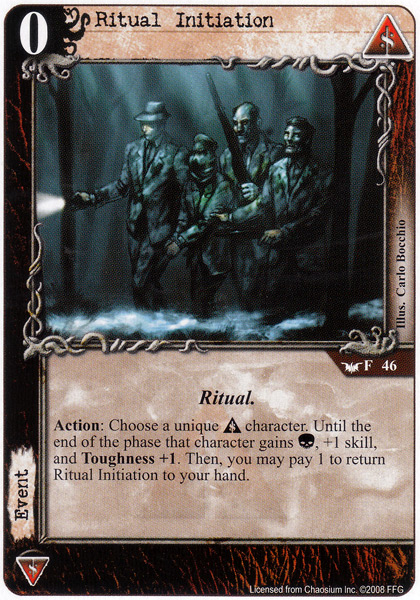 0
Ritual Initiation
Illus. Carlo Bocchio
F 46
Ritual.
Action: Choose a unique character. Until the
end of the phase that character gains , +1 skill,
and Toughness +1. Then, you may pay 1 to return
Ritual Initiation to your hand.
Event
Licensed from Chaosium Inc. ©2008 FFG